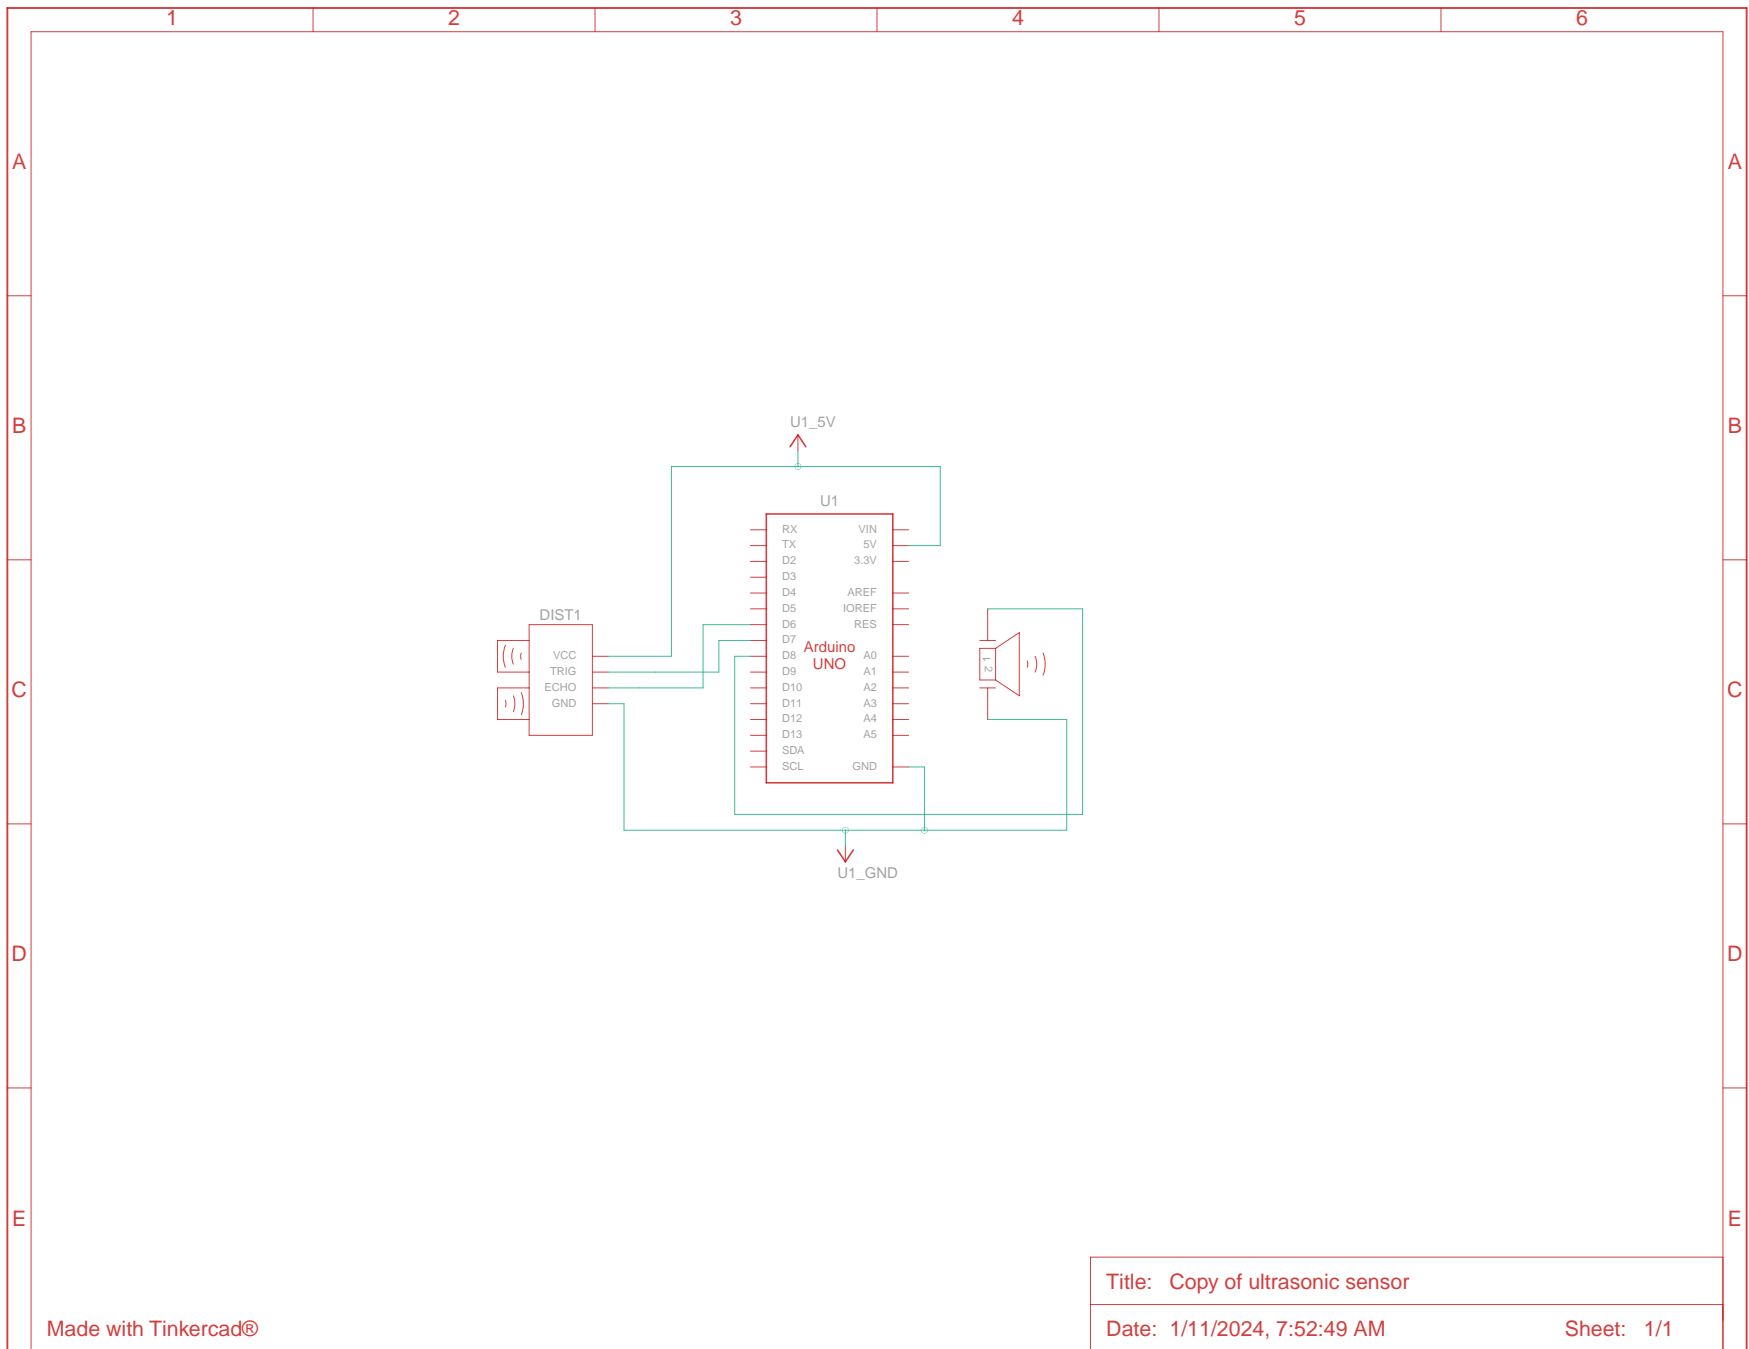 1 2 3 4 5 6
A A
B B
C C
D D
E E
U1_5V
U1
RX VIN
TX 5V
D2 3.3V
D3
D4 AREF
D5 IOREF
D6 RES
D7
D8 A0
D9 A1
D10 A2
D11 A3
D12 A4
D13 A5
SDA
SCL GND
Arduino
UNO
DIST1
VCC
TRIG
ECHO
GND
1 2
U1_GND
Title: Copy of ultrasonic sensor
Made with Tinkercad®
Date: 1/11/2024, 7:52:49 AM Sheet: 1/1